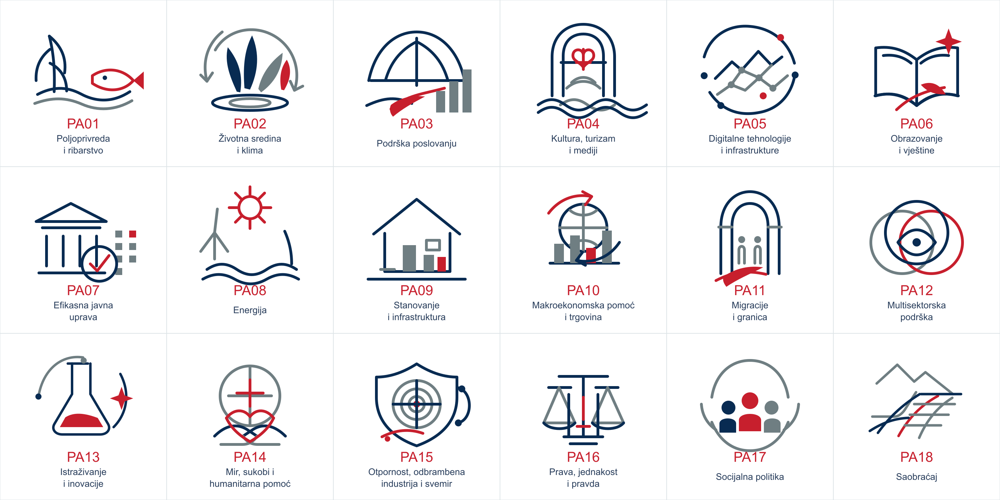 PA01
Poljoprivreda
i ribarstvo
PA02
Životna sredina
i klima
PA03
Podrška poslovanju
PA04
Kultura, turizam
i mediji
PA05
Digitalne tehnologije
i infrastrukture
PA06
Obrazovanje
i vještine
PA07
Efikasna javna
uprava
PA08
Energija
PA09
Stanovanje
i infrastruktura
PA10
Makroekonomska pomoć
i trgovina
PA11
Migracije
i granica
PA12
Multisektorska
podrška
PA13
Istraživanje
i inovacije
PA14
Mir, sukobi i
humanitarna pomoć
PA15
Otpornost, odbrambena
industrija i svemir
PA16
Prava, jednakost
i pravda
PA17
Socijalna politika
PA18
Saobraćaj